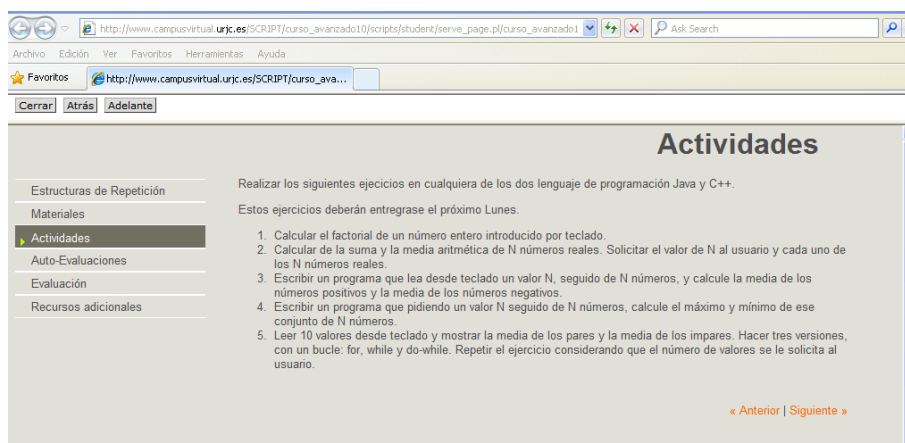 http://www.campusvirtual.urjc.es/SCRIPT/curso_avanzado10/scripts/student/serve_page.pl/curso_avanzado1
Ask Search
Archivo Edición Ver Favoritos Herramientas Ayuda
Favoritos
http://www.campusvirtual.urjc.es/SCRIPT/curso_ava...
Cerrar Atrás Adelante
Actividades
Estructuras de Repetición
Materiales
Actividades
Auto-Evaluaciones
Evaluación
Recursos adicionales
Realizar los siguientes ejecicios en cualquiera de los dos lenguaje de programación Java y C++.
Estos ejercicios deberán entregrase el próximo Lunes.
1. Calcular el factorial de un número entero introducido por teclado.
2. Calcular de la suma y la media aritmética de N números reales. Solicitar el valor de N al usuario y cada uno de
los N números reales.
3. Escribir un programa que lea desde teclado un valor N, seguido de N números, y calcule la media de los
números positivos y la media de los números negativos.
4. Escribir un programa que pidiendo un valor N seguido de N números, calcule el máximo y mínimo de ese
conjunto de N números.
5. Leer 10 valores desde teclado y mostrar la media de los pares y la media de los impares. Hacer tres versiones,
con un bucle: for, while y do-while. Repetir el ejercicio considerando que el número de valores se le solicita al
usuario.
« Anterior | Siguiente »